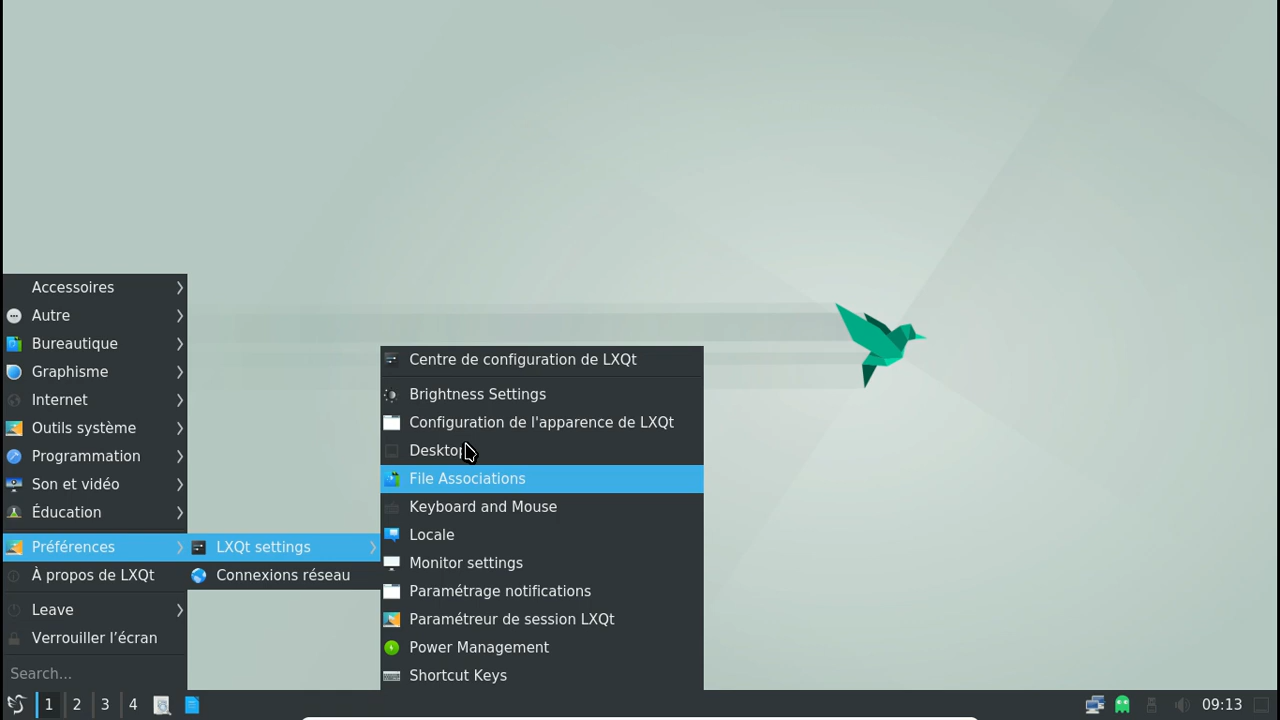 Accessoires
Autre
Bureautique
Graphisme
Internet
Outils système
Programmation
Son et vidéo
Éducation
Préférences
À propos de LXQt
Leave
Verrouiller l’écran
Search...
LXQt settings
Connexions réseau
Centre de configuration de LXQt
Brightness Settings
Configuration de l'apparence de LXQt
Desktop
File Associations
Keyboard and Mouse
Locale
Monitor settings
Paramétrage notifications
Paramétreur de session LXQt
Power Management
Shortcut Keys
1 2 3 4 09:13